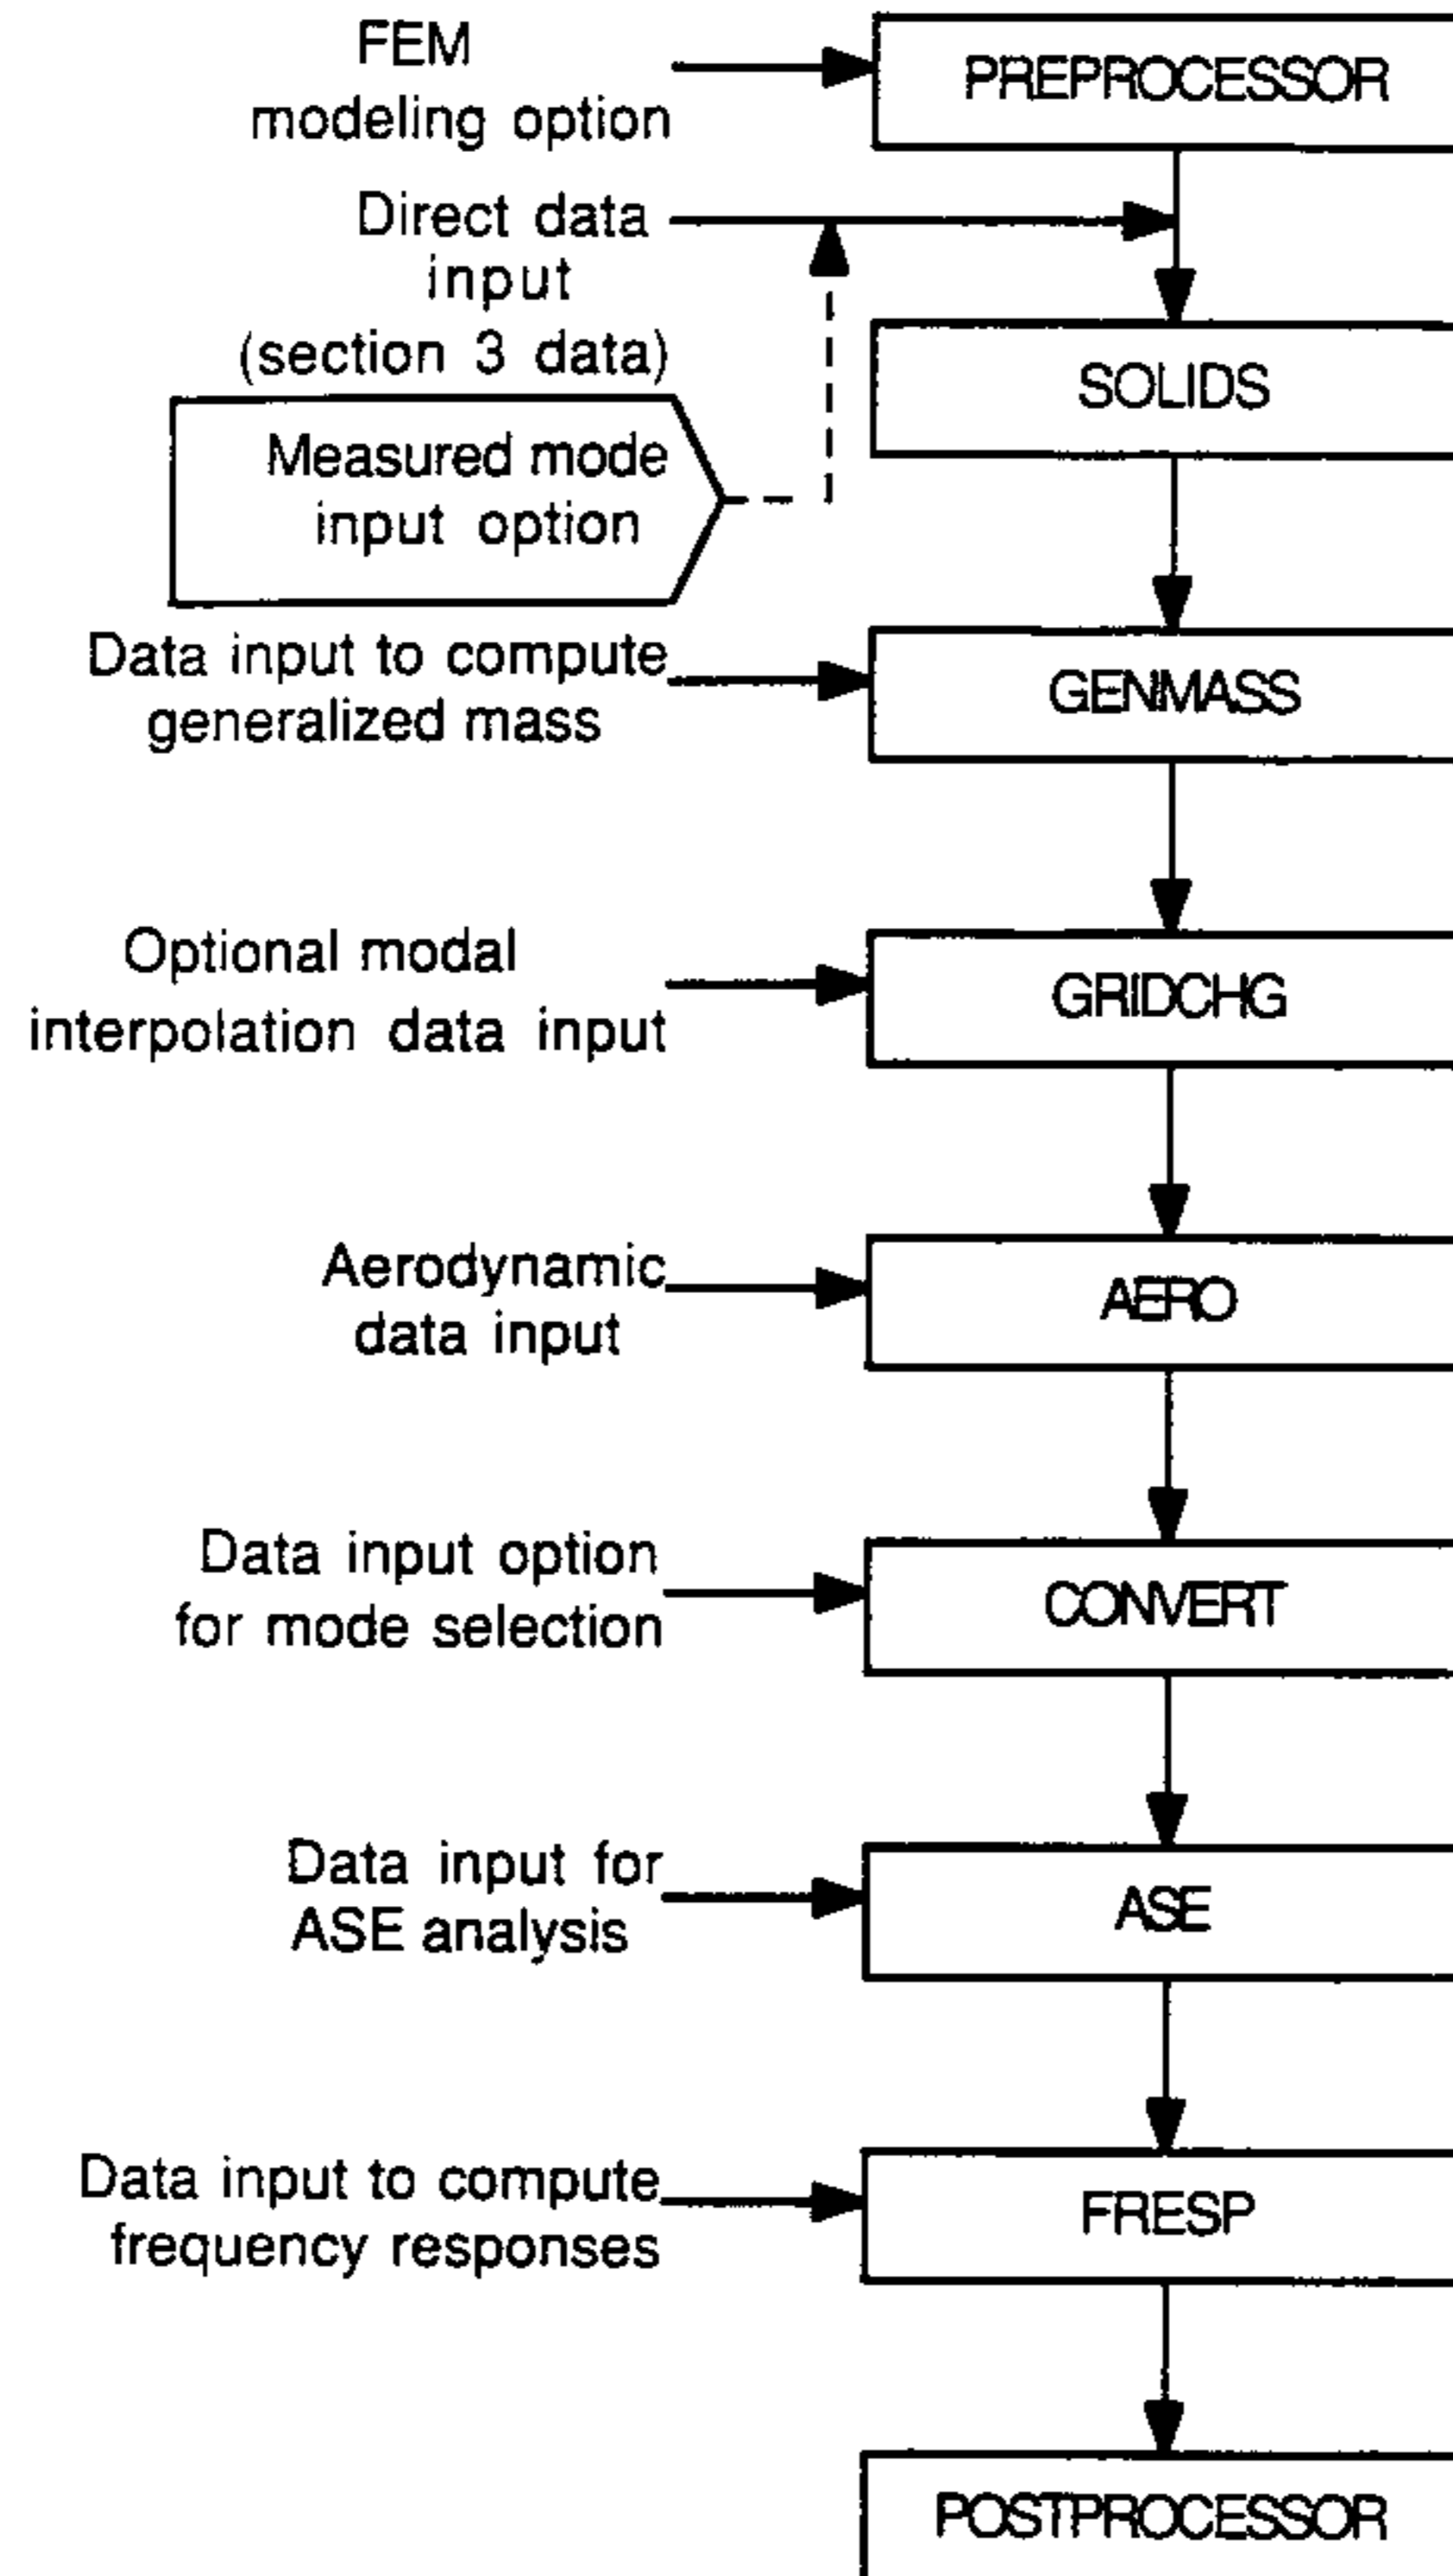 FEM
modeling option
PREPROCESSOR
Direct data
input
(section 3 data)
SOLIDS
Measured mode
input option
Data input to compute
generalized mass
GENMASS
Optional modal
interpolation data input
GRIDCHG
Aerodynamic
data input
AERO
Data input option
for mode selection
CONVERT
Data input for
ASE analysis
ASE
Data input to compute
frequency responses
FRESP
POSTPROCESSOR